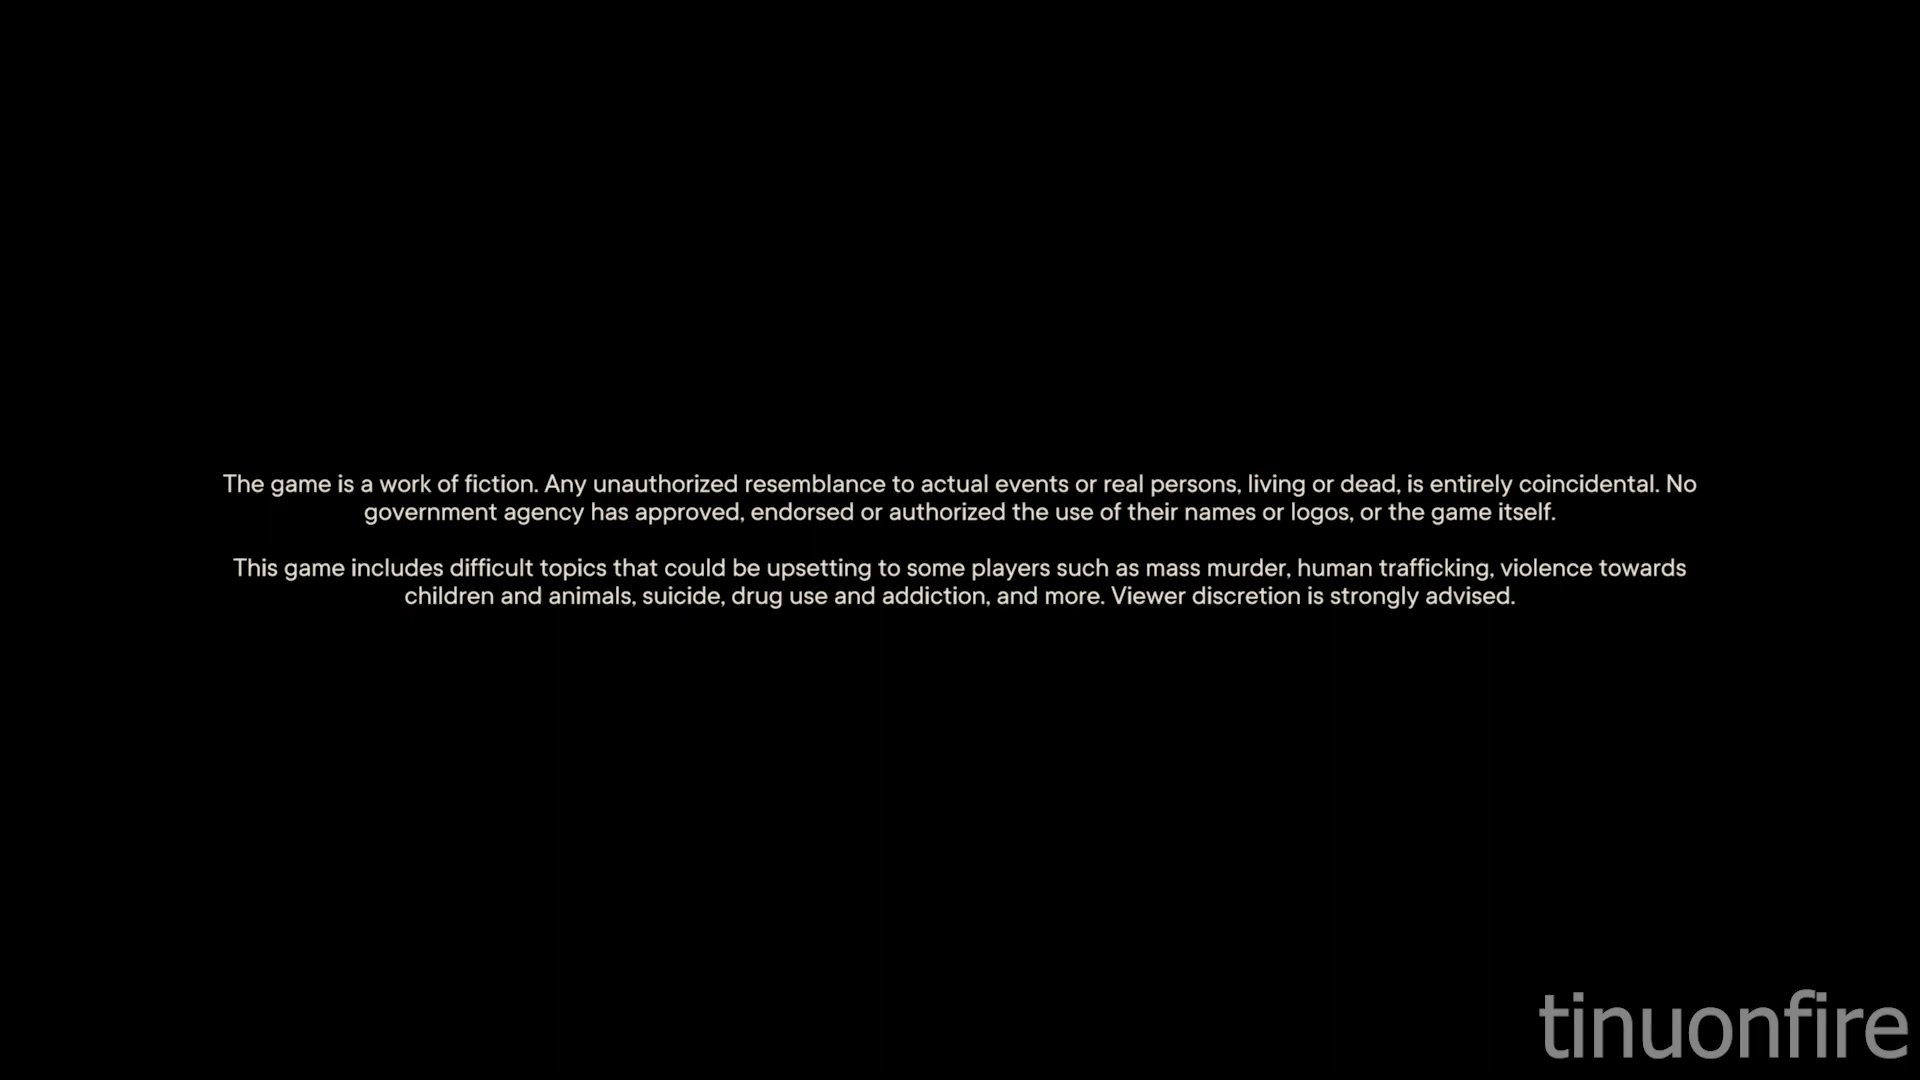 The game is a work of fiction. Any unauthorized resemblance to actual events or real persons, living or dead, is entirely coincidental. No
government agency has approved, endorsed or authorized the use of their names or logos, or the game itself.
This game includes difficult topics that could be upsetting to some players such as mass murder, human trafficking, violence towards
children and animals, suicide, drug use and addiction, and more. Viewer discretion is strongly advised.
tinuonfire